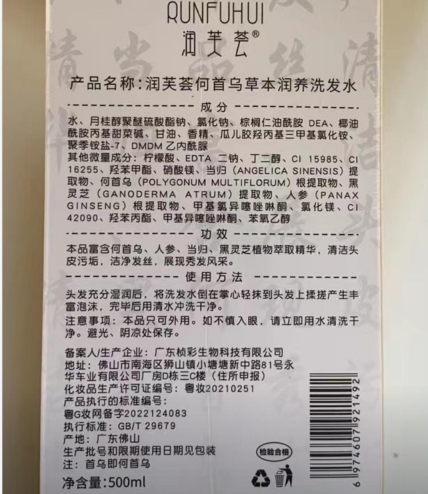 RUNFUHUI
润芙荟®
产品名称：润芙荟何首乌草本润养洗发水
成分
水、月桂醇聚醚硫酸酯钠、氯化钠、棕榈仁油酰胺 DEA、椰油
酰胺丙基甜菜碱、甘油、香精、瓜儿胶羟丙基三甲基氯化铵、
聚季铵盐-7、DMDM 乙内酰脲
其他微量成分：柠檬酸、EDTA 二钠、丁二醇、CI 15985、CI
16255、羟苯甲酯、硝酸镁、当归（ANGELICA SINENSIS）提
取物、何首乌（POLYGONUM MULTIFLORUM）根提取物、黑
灵芝（GANODERMA ATRUM）提取物、人参（PANAX
GINSENG）根提取物、甲基氯异噻唑啉酮、氯化镁、CI
42090、羟苯丙酯、甲基异噻唑啉酮、苯氧乙醇
功效
本品富含何首乌、人参、当归、黑灵芝植物萃取精华，清洁头
皮污垢，洁净发丝，展现秀发风采。
使用方法
头发充分湿润后，将洗发水倒在掌心轻抹到头发上揉搓产生丰
富泡沫，完毕后用清水冲洗干净。
注意事项：本品只可外用。如不慎入眼，请立即用水清洗干
净。避光、阴凉处保存。
备案人/生产企业：广东桢彩生物科技有限公司
地址：佛山市南海区狮山镇小塘塘新中路81号永
华车业有限公司厂房D栋三C楼（住所申报）
化妆品生产许可证编号：粤妆20210251
产品执行的标准编号：
粤G妆网备字2022124083
执行标准：GB/T 29679
产地：广东佛山
生产批号和限期使用日期见包装
注：首乌即何首乌
净含量：500ml
检验合格
6974607921492